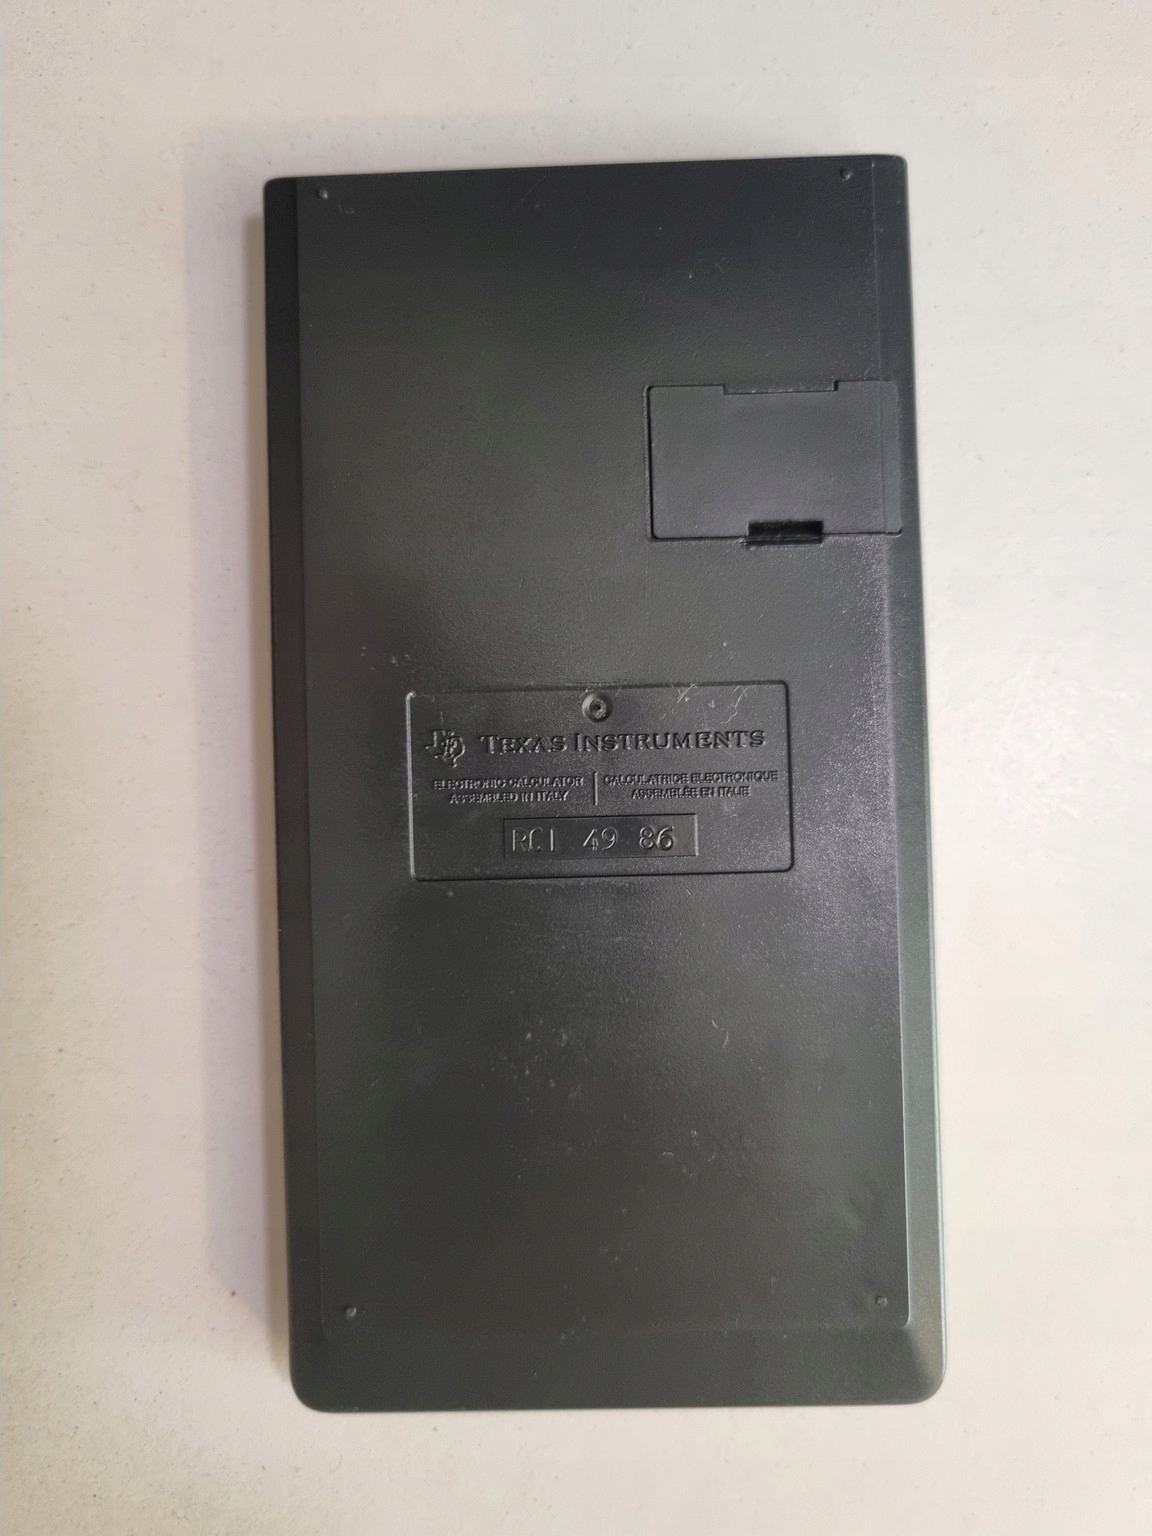 TEXAS INSTRUMENTS
ELECTRONIC CALCULATOR
ASSEMBLED IN ITALY
CALCULATRICE ELECTRONIQUE
ASSEMBLÉE EN ITALIE
RCI 49 86